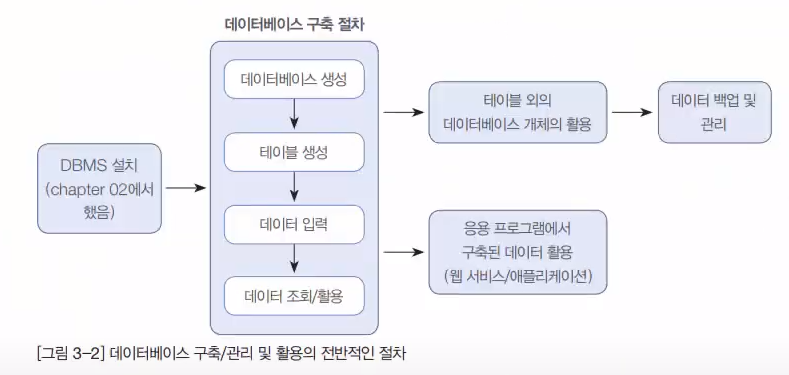 데이터베이스 구축 절차
DBMS 설치
(chapter 02에서
했음)
데이터베이스 생성
테이블 생성
데이터 입력
데이터 조회/활용
테이블 외의
데이터베이스 개체의 활용
데이터 백업 및
관리
응용 프로그램에서
구축된 데이터 활용
(웹 서비스/애플리케이션)
[그림 3-2] 데이터베이스 구축/관리 및 활용의 전반적인 절차